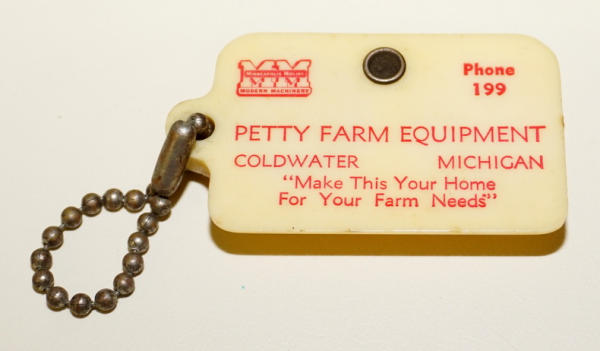 MM
MINNEAPOLIS MOLINE
MODERN MACHINERY
Phone
199
PETTY FARM EQUIPMENT
COLDWATER MICHIGAN
"Make This Your Home
For Your Farm Needs"